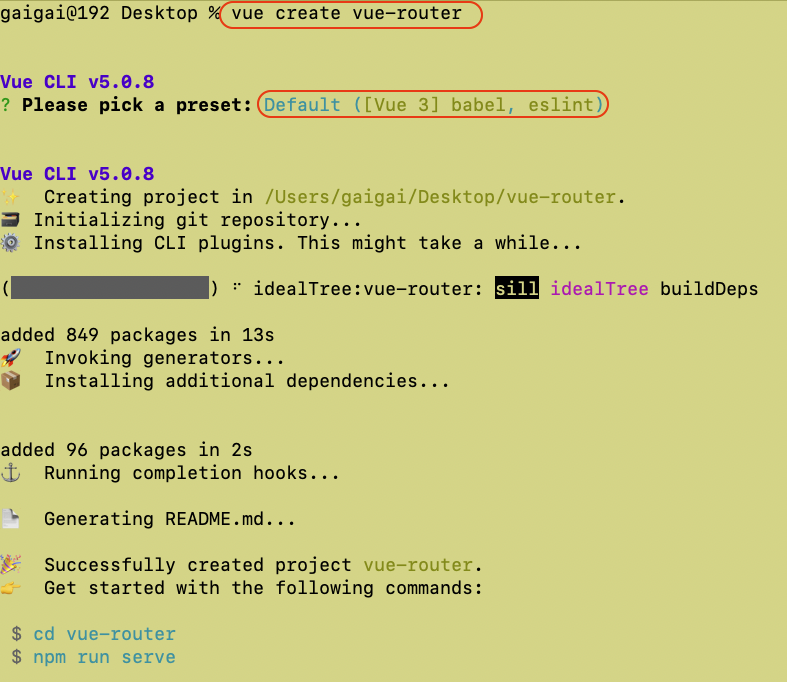 gaigai@192 Desktop % vue create vue-router
Vue CLI v5.0.8
? Please pick a preset: Default ([Vue 3] babel, eslint)
Vue CLI v5.0.8
✨  Creating project in /Users/gaigai/Desktop/vue-router.
🗃 Initializing git repository...
⚙️ Installing CLI plugins. This might take a while...
() ⠋ idealTree:vue-router: sill idealTree buildDeps
added 849 packages in 13s
🚀  Invoking generators...
📦  Installing additional dependencies...
added 96 packages in 2s
⚓  Running completion hooks...
📄  Generating README.md...
🎉  Successfully created project vue-router.
👉  Get started with the following commands:
$ cd vue-router
$ npm run serve